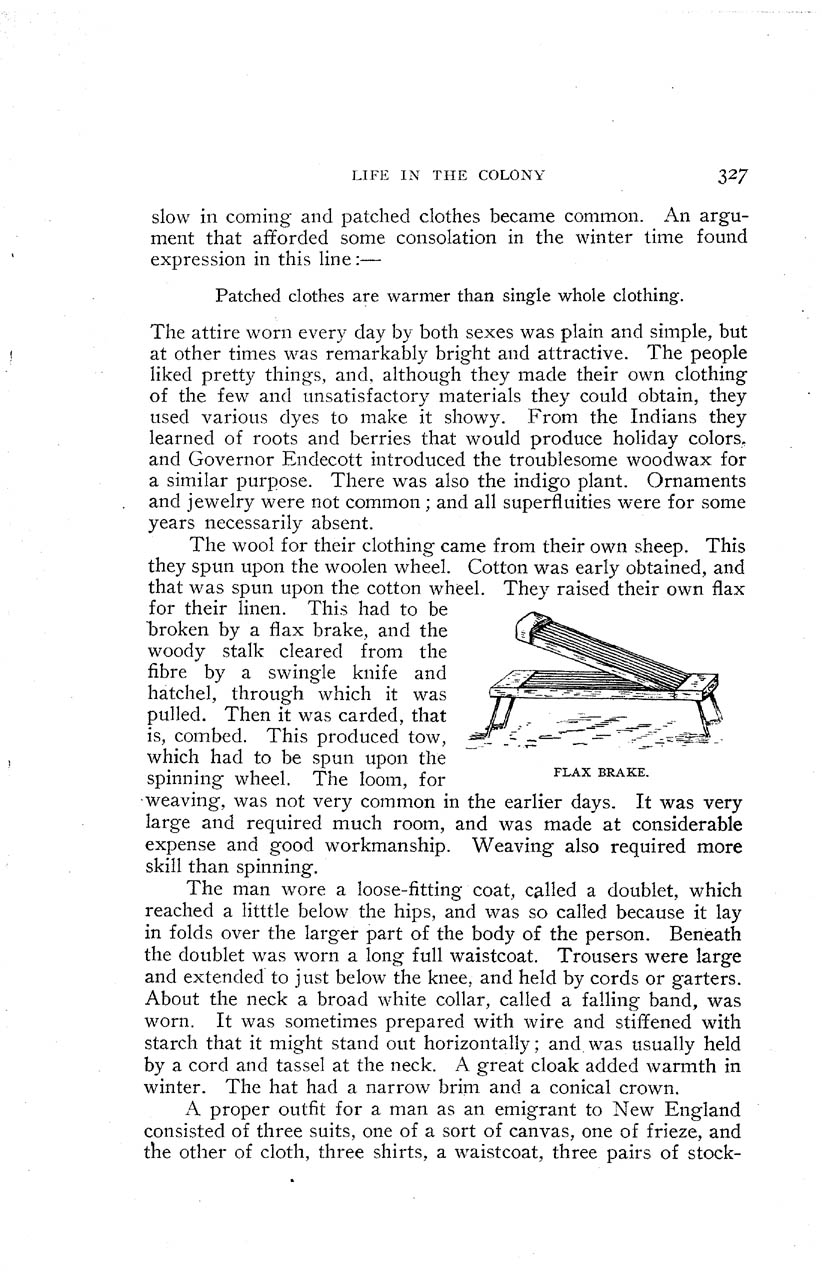 LIFE IN THE COLONY 327
slow in coming and patched clothes became common. An argu-
ment that afforded some consolation in the winter time found
expression in this line:—
Patched clothes are warmer than single whole clothing.
The attire worn every day by both sexes was plain and simple, but
at other times was remarkably bright and attractive. The people
liked pretty things, and, although they made their own clothing
of the few and unsatisfactory materials they could obtain, they
used various dyes to make it showy. From the Indians they
learned of roots and berries that would produce holiday colors,
and Governor Endecott introduced the troublesome woodwax for
a similar purpose. There was also the indigo plant. Ornaments
and jewelry were not common; and all superfluities were for some
years necessarily absent.
The wool for their clothing came from their own sheep. This
they spun upon the woolen wheel. Cotton was early obtained, and
that was spun upon the cotton wheel. They raised their own flax
for their linen. This had to be
broken by a flax brake, and the
woody stalk cleared from the
fibre by a swingle knife and
hatchel, through which it was
pulled. Then it was carded, that
is, combed. This produced tow,
which had to be spun upon the
spinning wheel. The loom, for
FLAX BRAKE.
weaving, was not very common in the earlier days. It was very
large and required much room, and was made at considerable
expense and good workmanship. Weaving also required more
skill than spinning.
The man wore a loose-fitting coat, called a doublet, which
reached a litttle below the hips, and was so called because it lay
in folds over the larger part of the body of the person. Beneath
the doublet was worn a long full waistcoat. Trousers were large
and extended to just below the knee, and held by cords or garters.
About the neck a broad white collar, called a falling band, was
worn. It was sometimes prepared with wire and stiffened with
starch that it might stand out horizontally; and was usually held
by a cord and tassel at the neck. A great cloak added warmth in
winter. The hat had a narrow brim and a conical crown.
A proper outfit for a man as an emigrant to New England
consisted of three suits, one of a sort of canvas, one of frieze, and
the other of cloth, three shirts, a waistcoat, three pairs of stock-